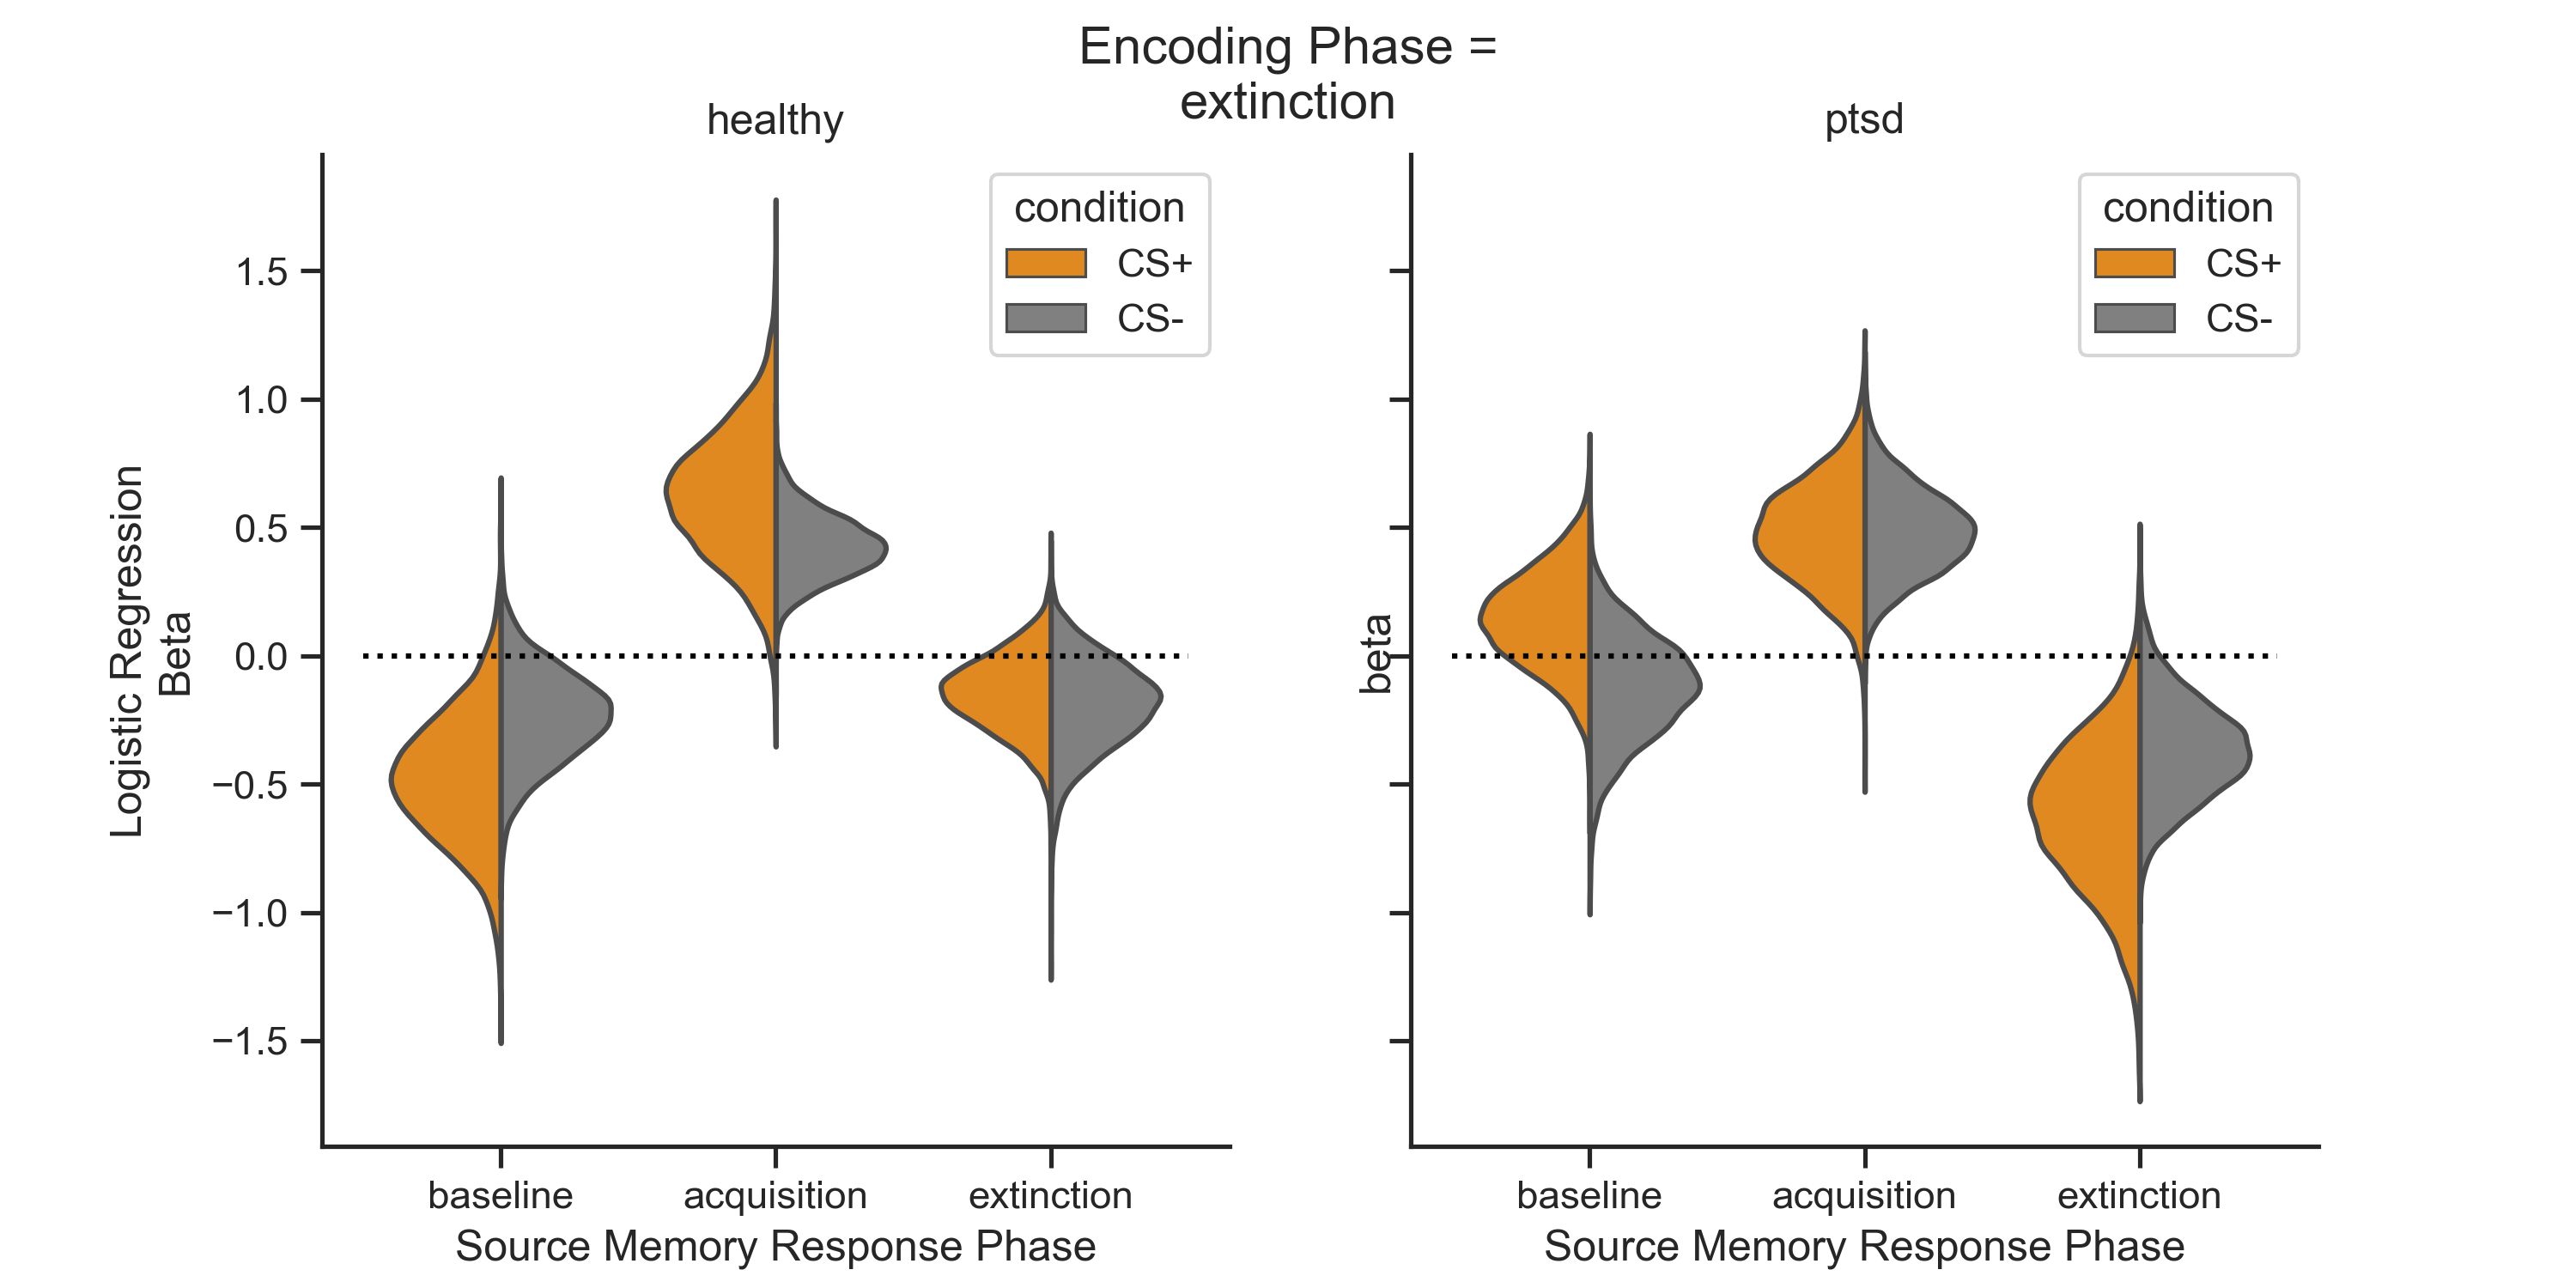 Encoding Phase =
extinction
healthy
condition
CS+
CS-
Logistic Regression
Beta
1.5
1.0
0.5
0.0
−0.5
−1.0
−1.5
baseline
acquisition
extinction
Source Memory Response Phase
ptsd
condition
CS+
CS-
beta
baseline
acquisition
extinction
Source Memory Response Phase